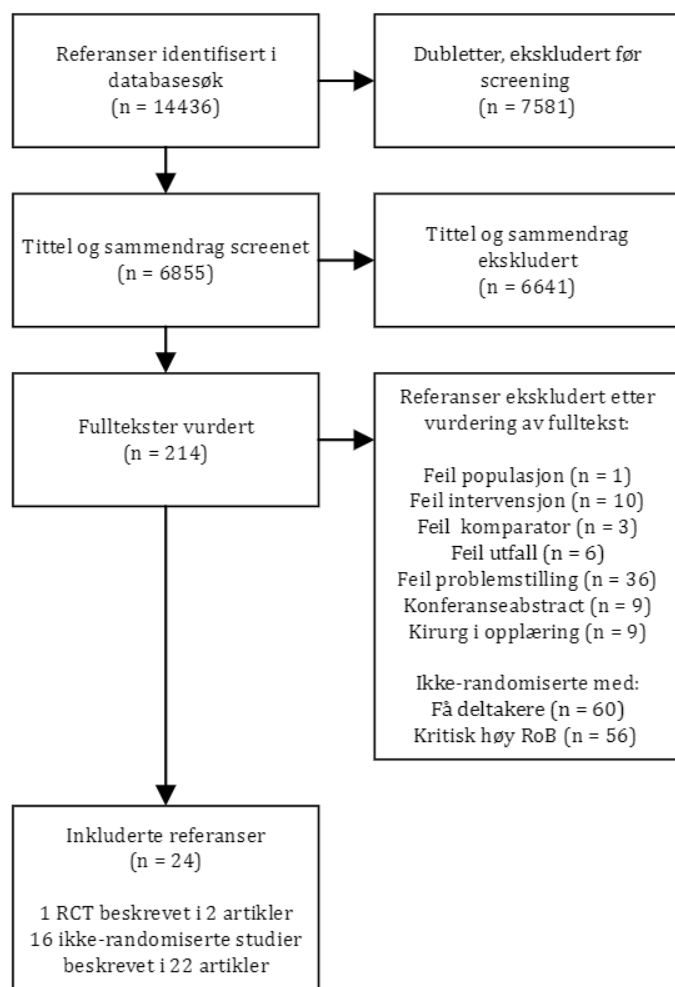 Referanser identifisert i
databasesøk
(n = 14436)
Dubletter, ekskludert før
screening
(n = 7581)
Tittel og sammendrag screenet
(n = 6855)
Tittel og sammendrag
ekskludert
(n = 6641)
Fulltekster vurdert
(n = 214)
Referanser ekskludert etter
vurdering av fulltekst:
Feil populasjon (n = 1)
Feil intervensjon (n = 10)
Feil komparator (n = 3)
Feil utfall (n = 6)
Feil problemstilling (n = 36)
Konferanseabstract (n = 9)
Kirurg i opplæring (n = 9)
Ikke-randomiserte med:
Få deltakere (n = 60)
Kritisk høy RoB (n = 56)
Inkluderte referanser
(n = 24)
1 RCT beskrevet i 2 artikler
16 ikke-randomiserte studier
beskrevet i 22 artikler